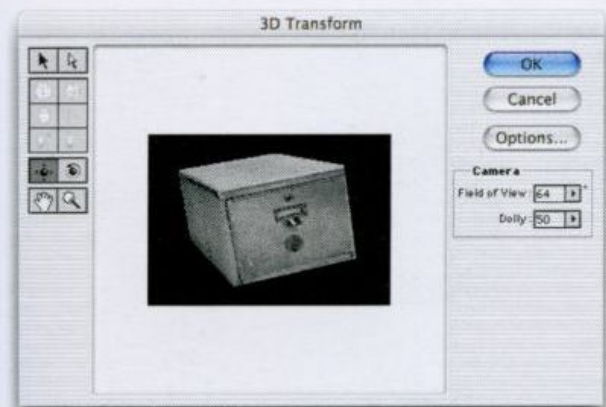 3D Transform
OK
Cancel
Options...
Camera
Field of View: 64 °
Dolly: 50